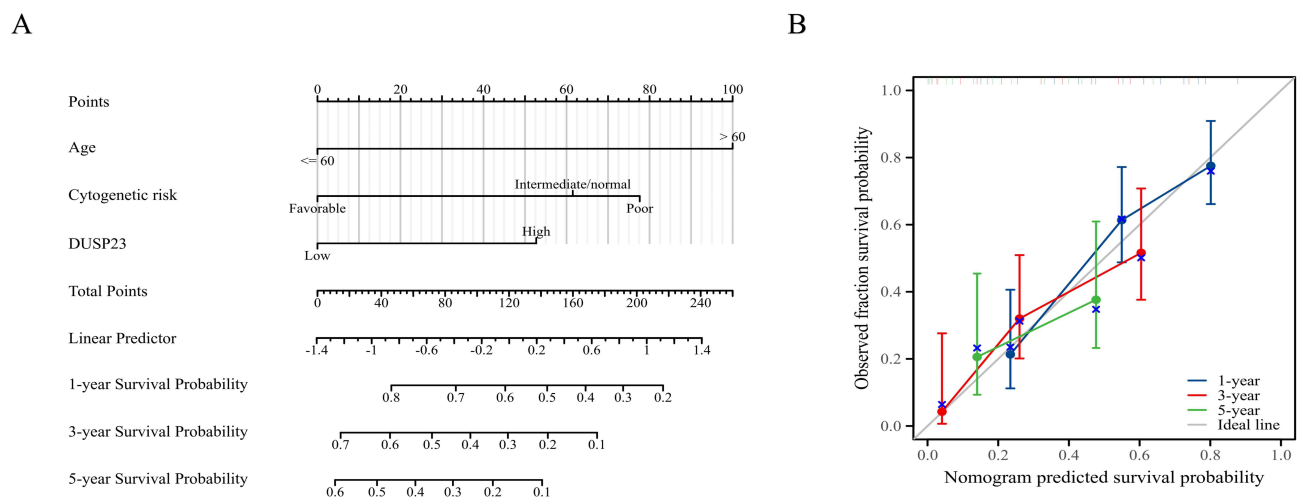 A
B
Points
0 20 40 60 80 100
Age
> 60
<= 60
Cytogenetic risk
Intermediate/normal
Favorable Poor
DUSP23
High
Low
Total Points
0 40 80 120 160 200 240
Linear Predictor
-1.4 -1 -0.6 -0.2 0.2 0.6 1 1.4
1-year Survival Probability
0.8 0.7 0.6 0.5 0.4 0.3 0.2
3-year Survival Probability
0.7 0.6 0.5 0.4 0.3 0.2 0.1
5-year Survival Probability
0.6 0.5 0.4 0.3 0.2 0.1
Observed fraction survival probability
1.0
0.8
0.6
0.4
0.2
0.0
1-year
3-year
5-year
Ideal line
0.0 0.2 0.4 0.6 0.8 1.0
Nomogram predicted survival probability